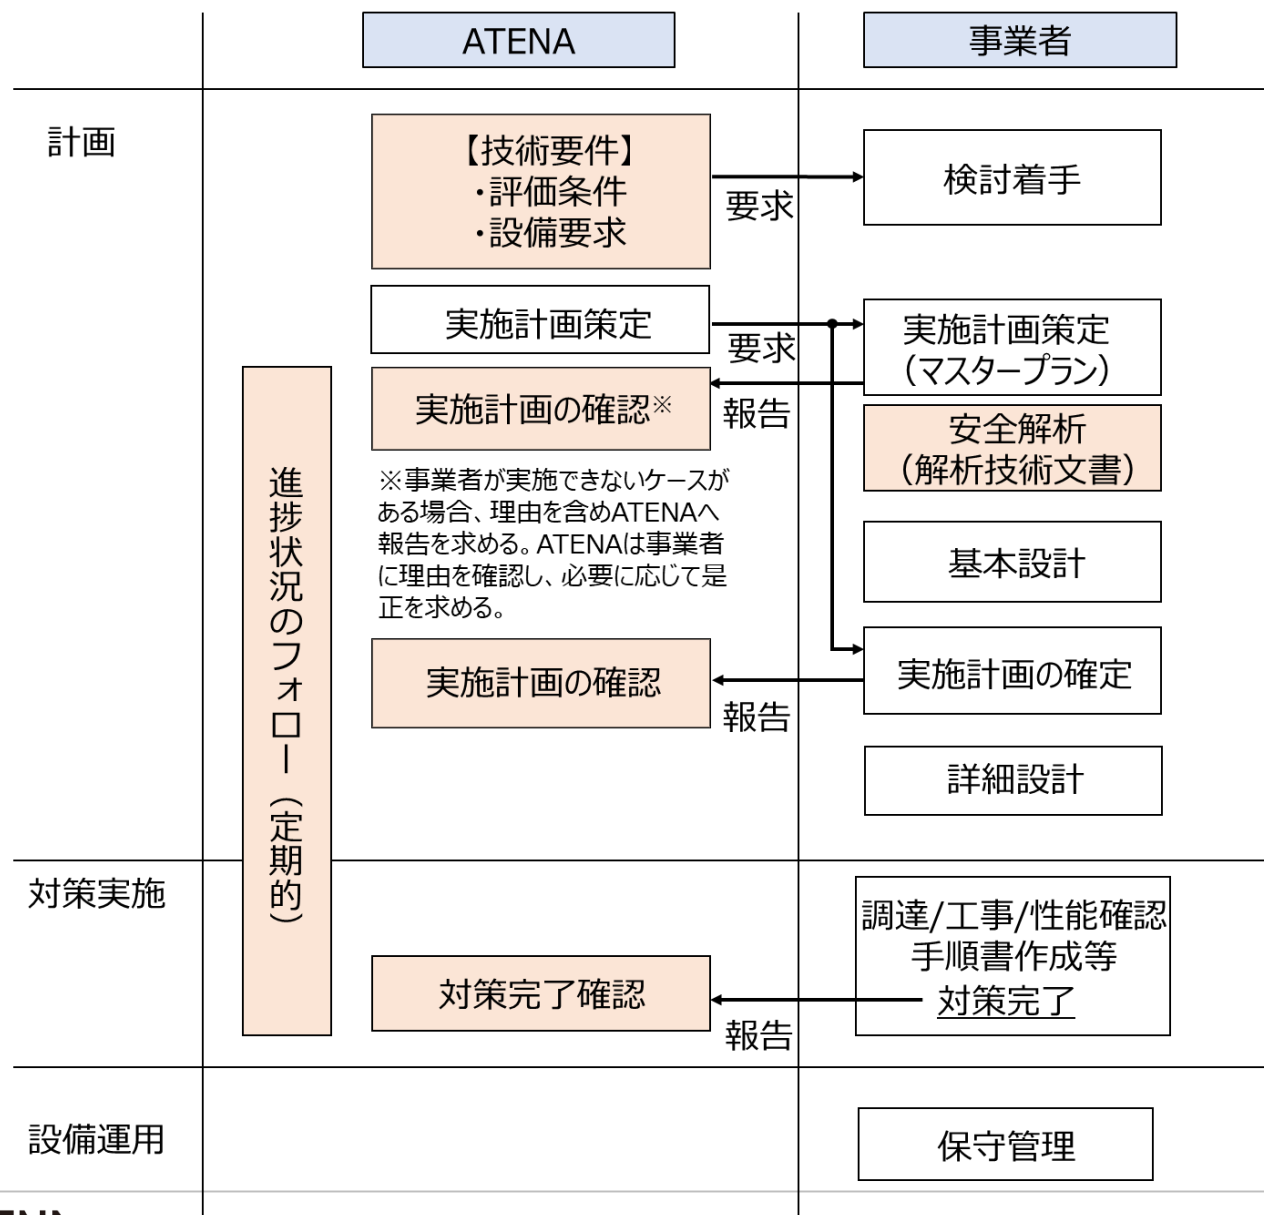 ATENA
事業者
計画
【技術要件】
・評価条件
・設備要求
要求
検討着手
実施計画策定
要求
実施計画策定
（マスタープラン）
実施計画の確認※
報告
安全解析
（解析技術文書）
※事業者が実施できないケースが
ある場合、理由を含めATENAへ
報告を求める。ATENAは事業者
に理由を確認し、必要に応じて是
正を求める。
基本設計
実施計画の確認
報告
実施計画の確定
詳細設計
進捗状況のフォロー（定期的）
対策実施
調達/工事/性能確認
手順書作成等
対策完了
対策完了確認
報告
設備運用
保守管理